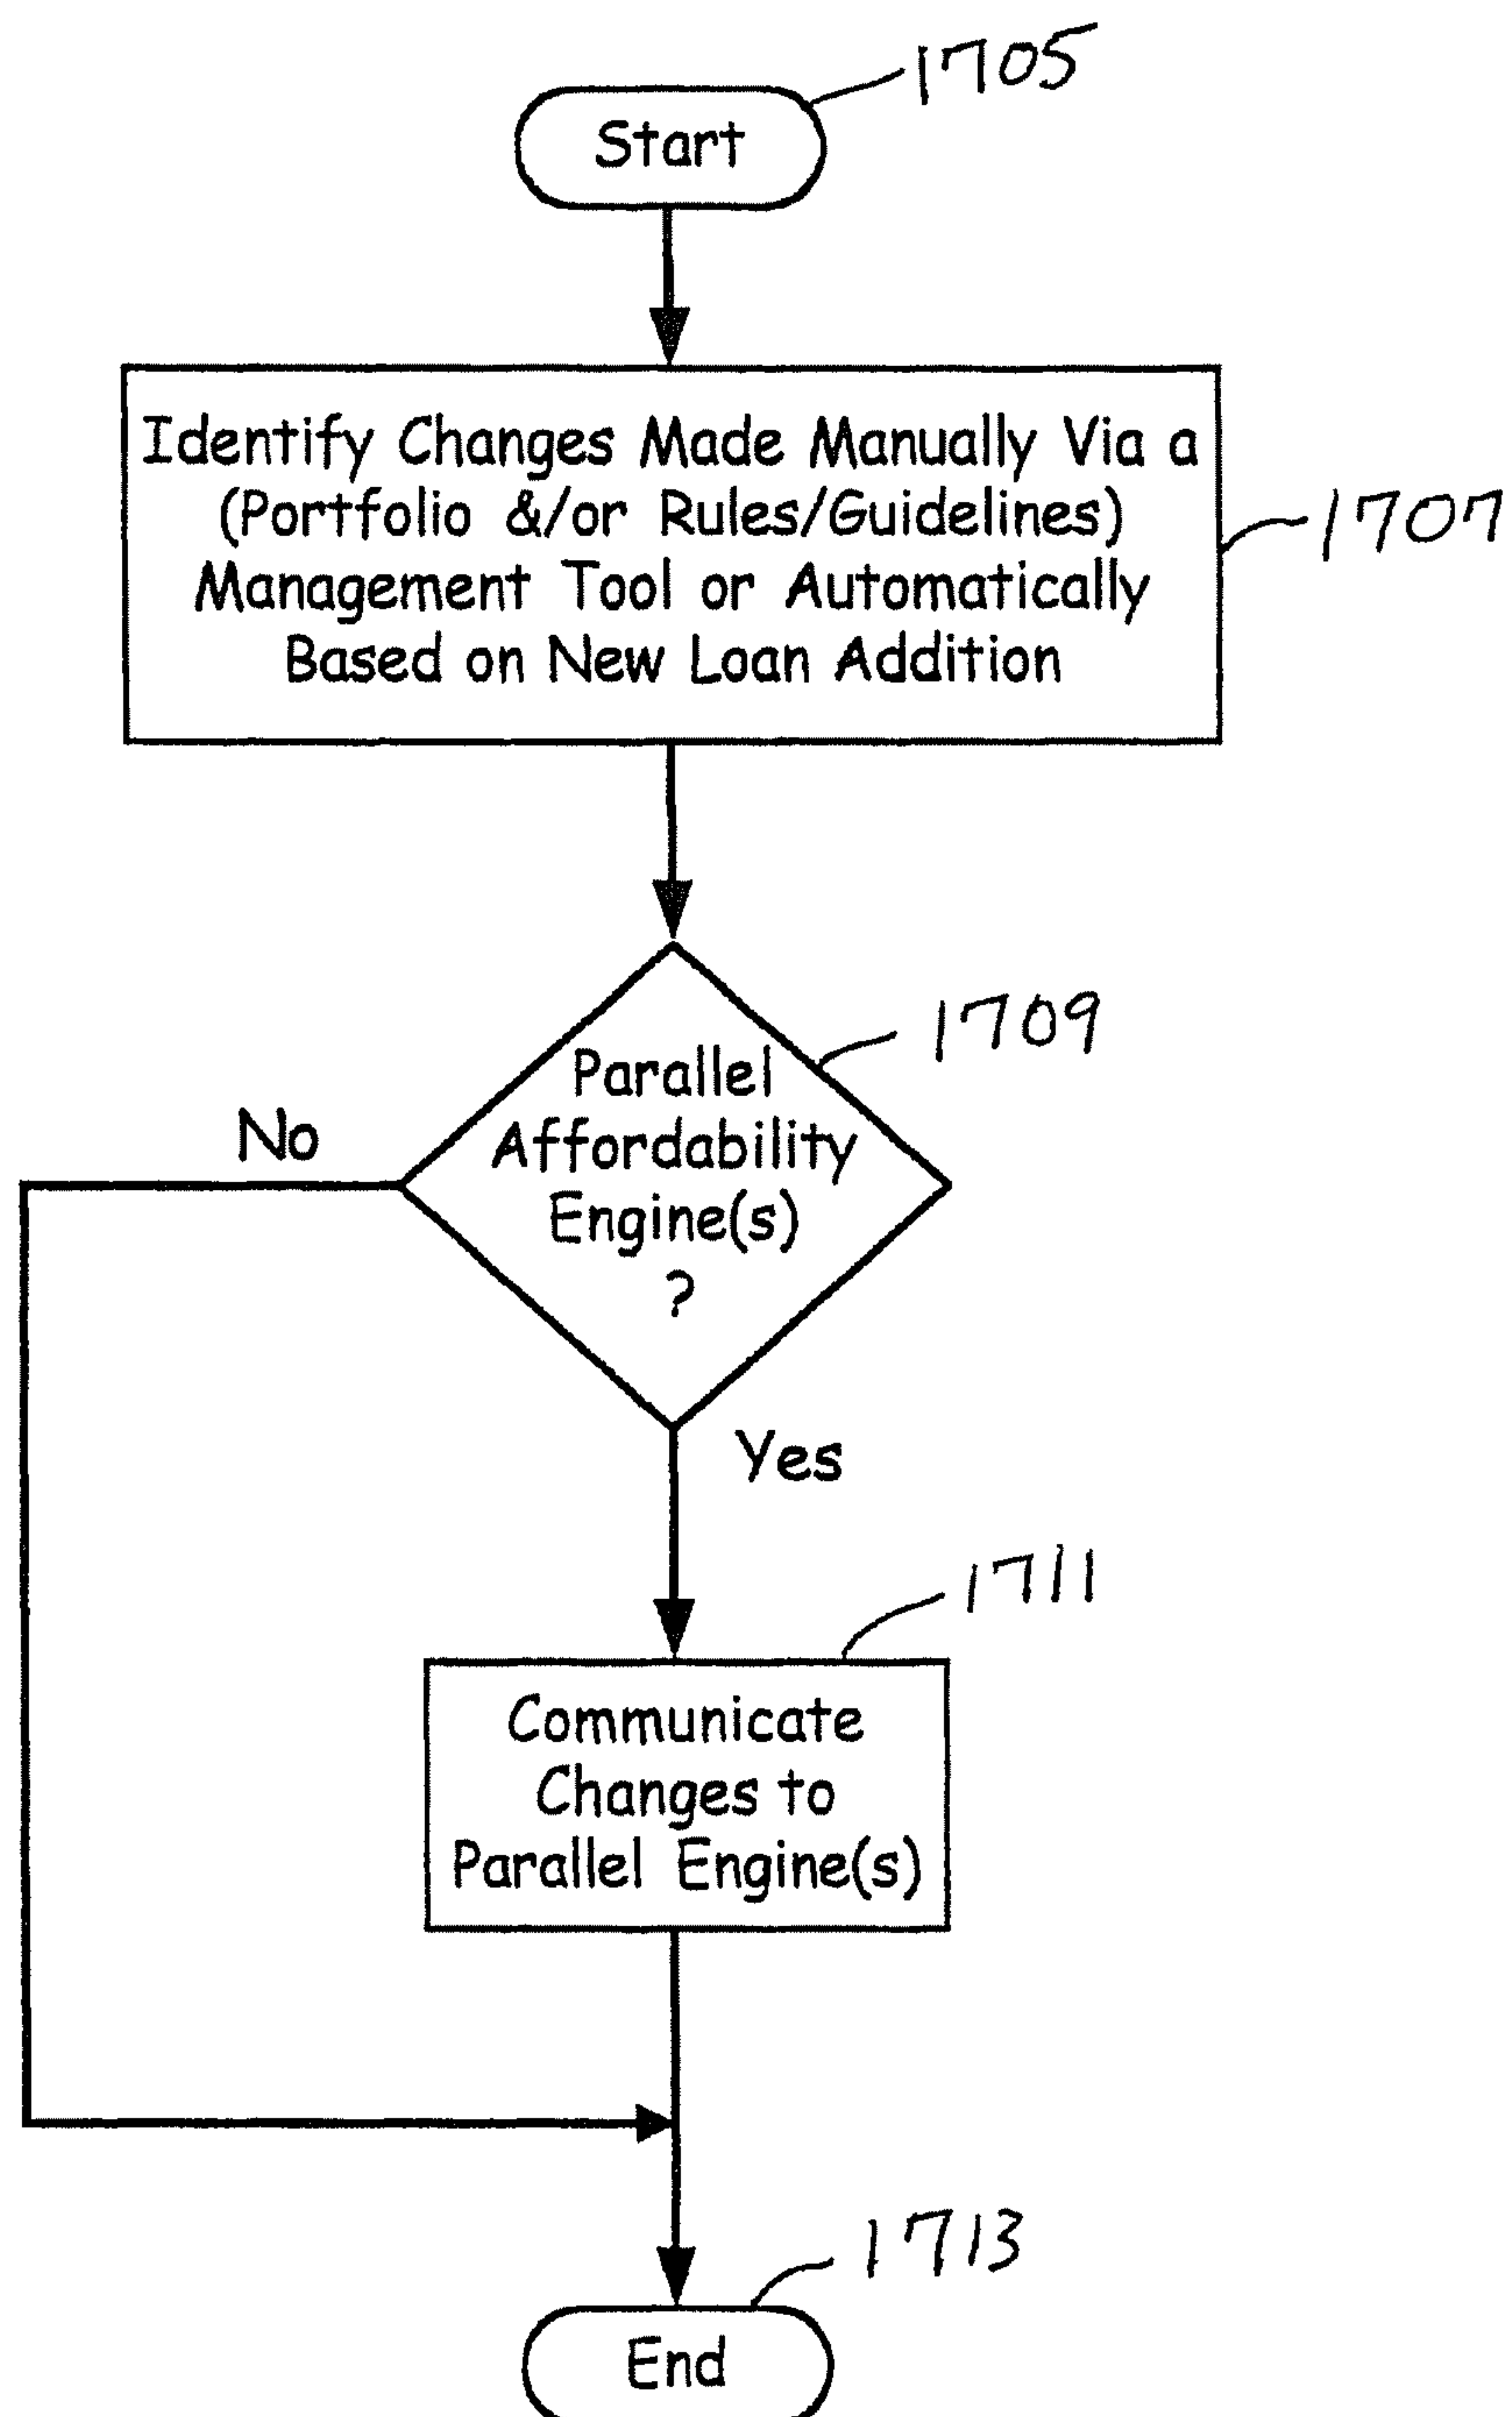 1705
Start
Identify Changes Made Manually Via a
(Portfolio &/or Rules/Guidelines)
Management Tool or Automatically
Based on New Loan Addition
1707
1709
Parallel
Affordability
Engine(s)
?
No
Yes
1711
Communicate
Changes to
Parallel Engine(s)
1713
End